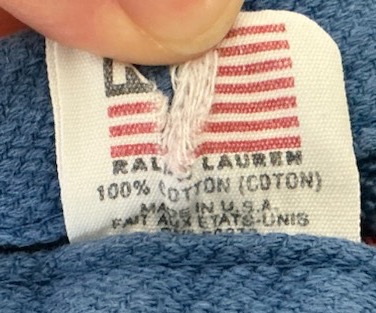 RALPH LAUREN
100% COTTON (COTON)
MADE IN U.S.A.
FAIT AUX ETATS-UNIS